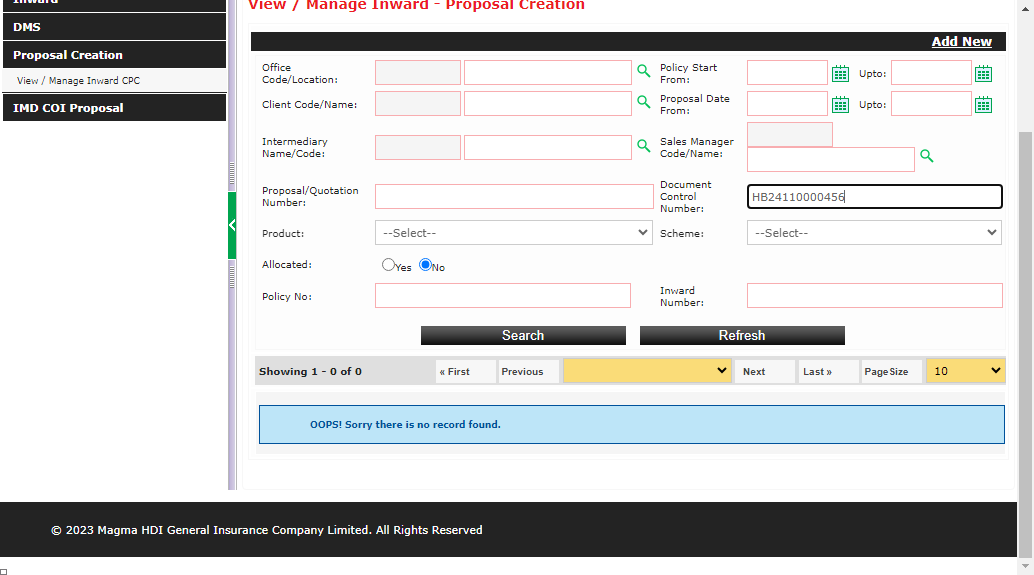 Inward
View / Manage Inward - Proposal Creation
DMS
Proposal Creation
View / Manage Inward CPC
IMD COI Proposal
Add New
Office
Code/Location:
Policy Start
From:
Upto:
Client Code/Name:
Proposal Date
From:
Upto:
Intermediary
Name/Code:
Sales Manager
Code/Name:
Proposal/Quotation
Number:
Document
Control
Number:
HB24110000456
Product:
--Select--
Scheme:
--Select--
Allocated:
Yes
No
Policy No:
Inward
Number:
Search
Refresh
Showing 1 - 0 of 0
« First
Previous
Next
Last »
PageSize
10
OOPS! Sorry there is no record found.
© 2023 Magma HDI General Insurance Company Limited. All Rights Reserved